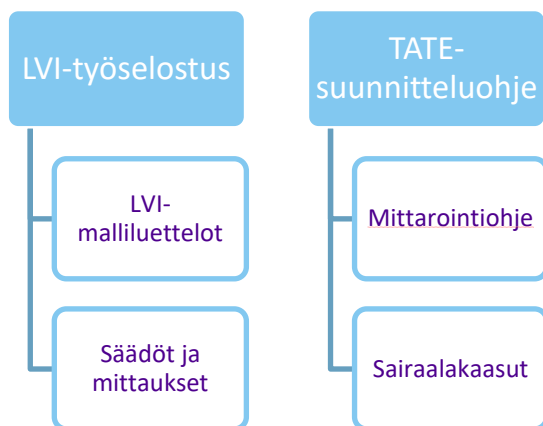 LVI-työselostus
LVI-
malliluettelot
Säädöt ja
mittaukset
TATE-
suunnitteluohje
Mittarointiohje
Sairaalakaasut